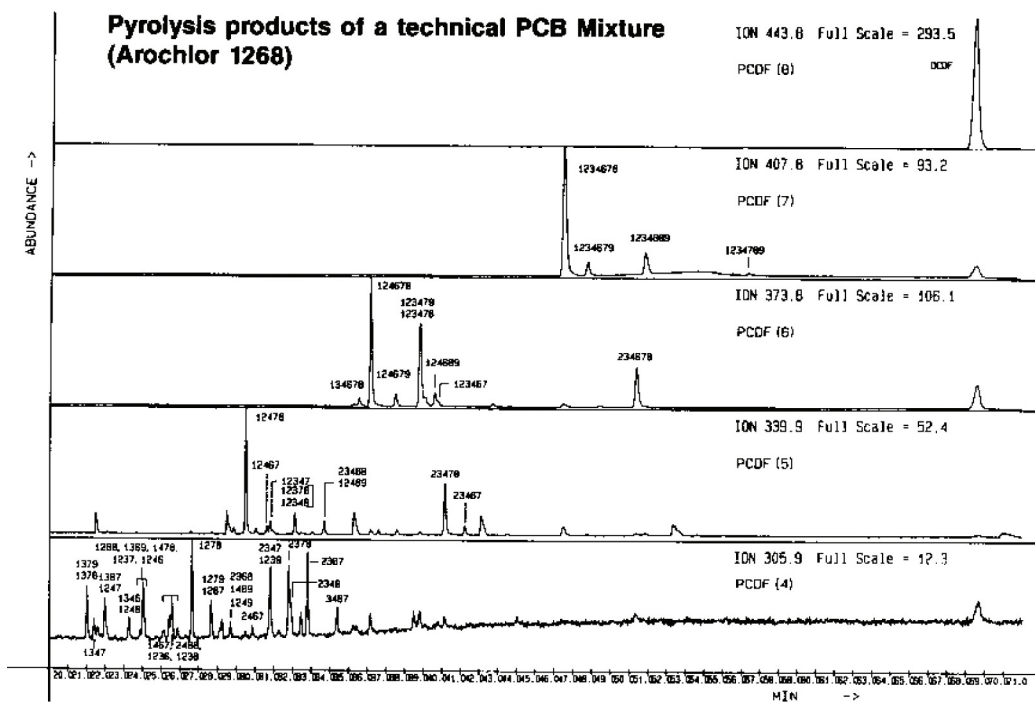 Pyrolysis products of a technical PCB Mixture
(Arochlor 1268)
ION 443.8 Full Scale = 293.5
PCDF (8)
OCDF
ABUNDANCE ->
ION 407.8 Full Scale = 93.2
PCDF (7)
1234678
1234679
1234689
1234789
ION 373.8 Full Scale = 106.1
PCDF (6)
124678
123479
123478
134678
124679
124689
123467
234678
ION 339.9 Full Scale = 52.4
PCDF (5)
12478
12467
12347
12378
12348
23468
12489
23478
23467
ION 305.9 Full Scale = 12.3
PCDF (4)
1268, 1369, 1478,
1237, 1246
1379
1378
1387
1247
1346
1248
1347
1467, 2468,
1236, 1238
1278
1279
1267
2368
1469
1249
2467
2347
1239
2378
2348
2367
3467
MIN ->